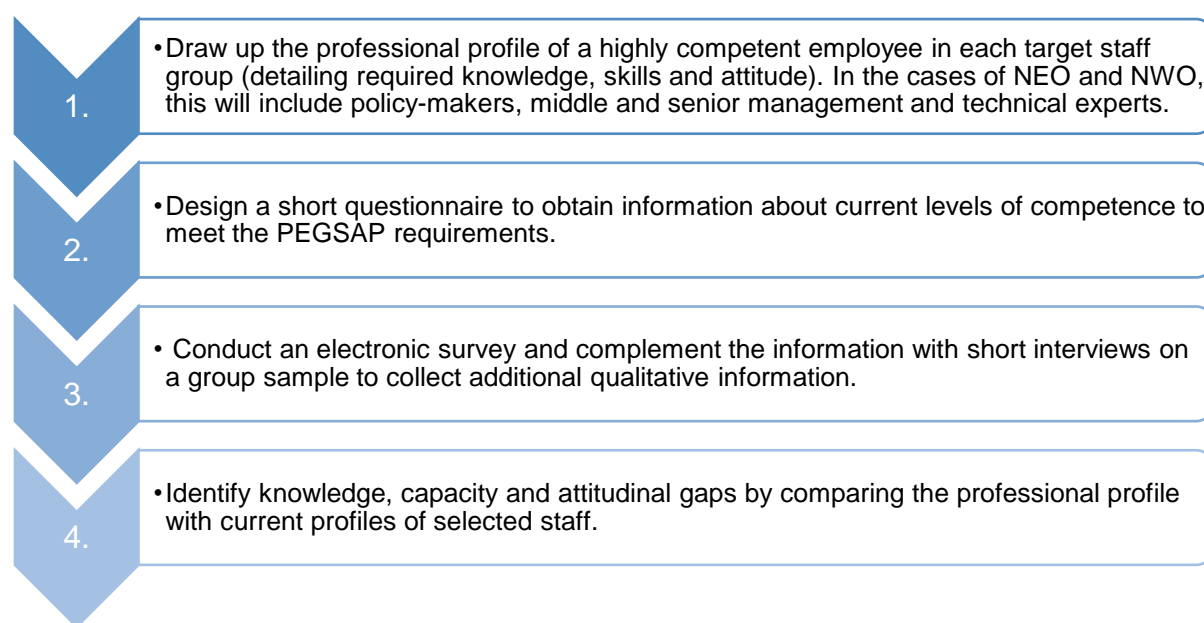 1.
•Draw up the professional profile of a highly competent employee in each target staff
group (detailing required knowledge, skills and attitude). In the cases of NEO and NWO,
this will include policy-makers, middle and senior management and technical experts.
2.
•Design a short questionnaire to obtain information about current levels of competence to
meet the PEGSAP requirements.
3.
• Conduct an electronic survey and complement the information with short interviews on
a group sample to collect additional qualitative information.
4.
•Identify knowledge, capacity and attitudinal gaps by comparing the professional profile
with current profiles of selected staff.